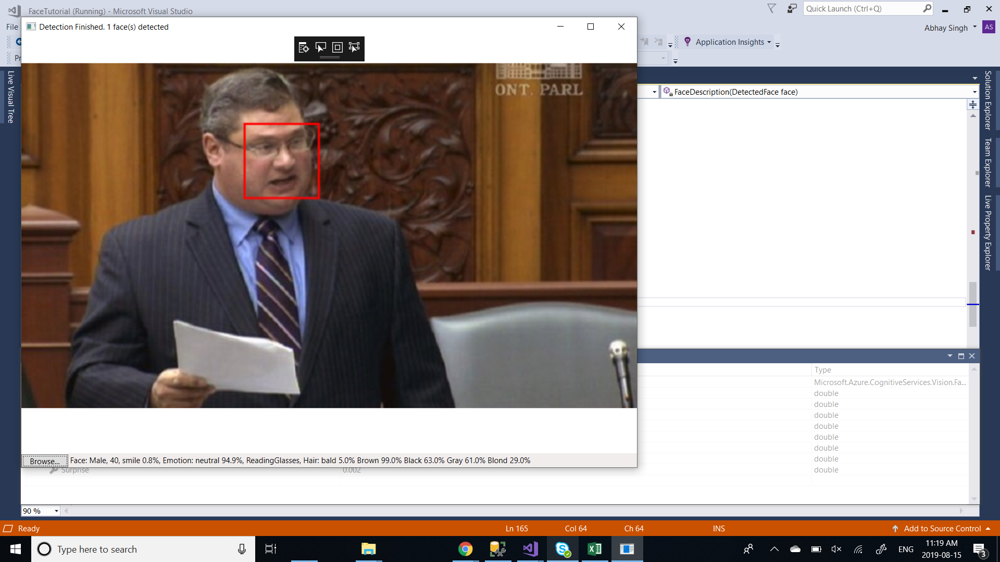 FaceTutorial (Running) - Microsoft Visual Studio
Quick Launch (Ctrl+Q)
File
Abhay Singh
AS
Detection Finished. 1 face(s) detected
Application Insights
Pr
ONT. PARL
Live Visual Tree
FaceDescription(DetectedFace face)
Solution Explorer
Team Explorer
Live Property Explorer
Type
Microsoft.Azure.CognitiveServices.Vision.Fa...
double
double
double
double
double
double
double
Browse...
Face: Male, 40, smile 0.8%, Emotion: neutral 94.9%, ReadingGlasses, Hair: bald 5.0% Brown 99.0% Black 63.0% Gray 61.0% Blond 29.0%
Surprise 0.002 double
90 %
Ready Ln 165 Col 64 Ch 64 INS Add to Source Control
Type here to search
ENG
11:19 AM
2019-08-15
3